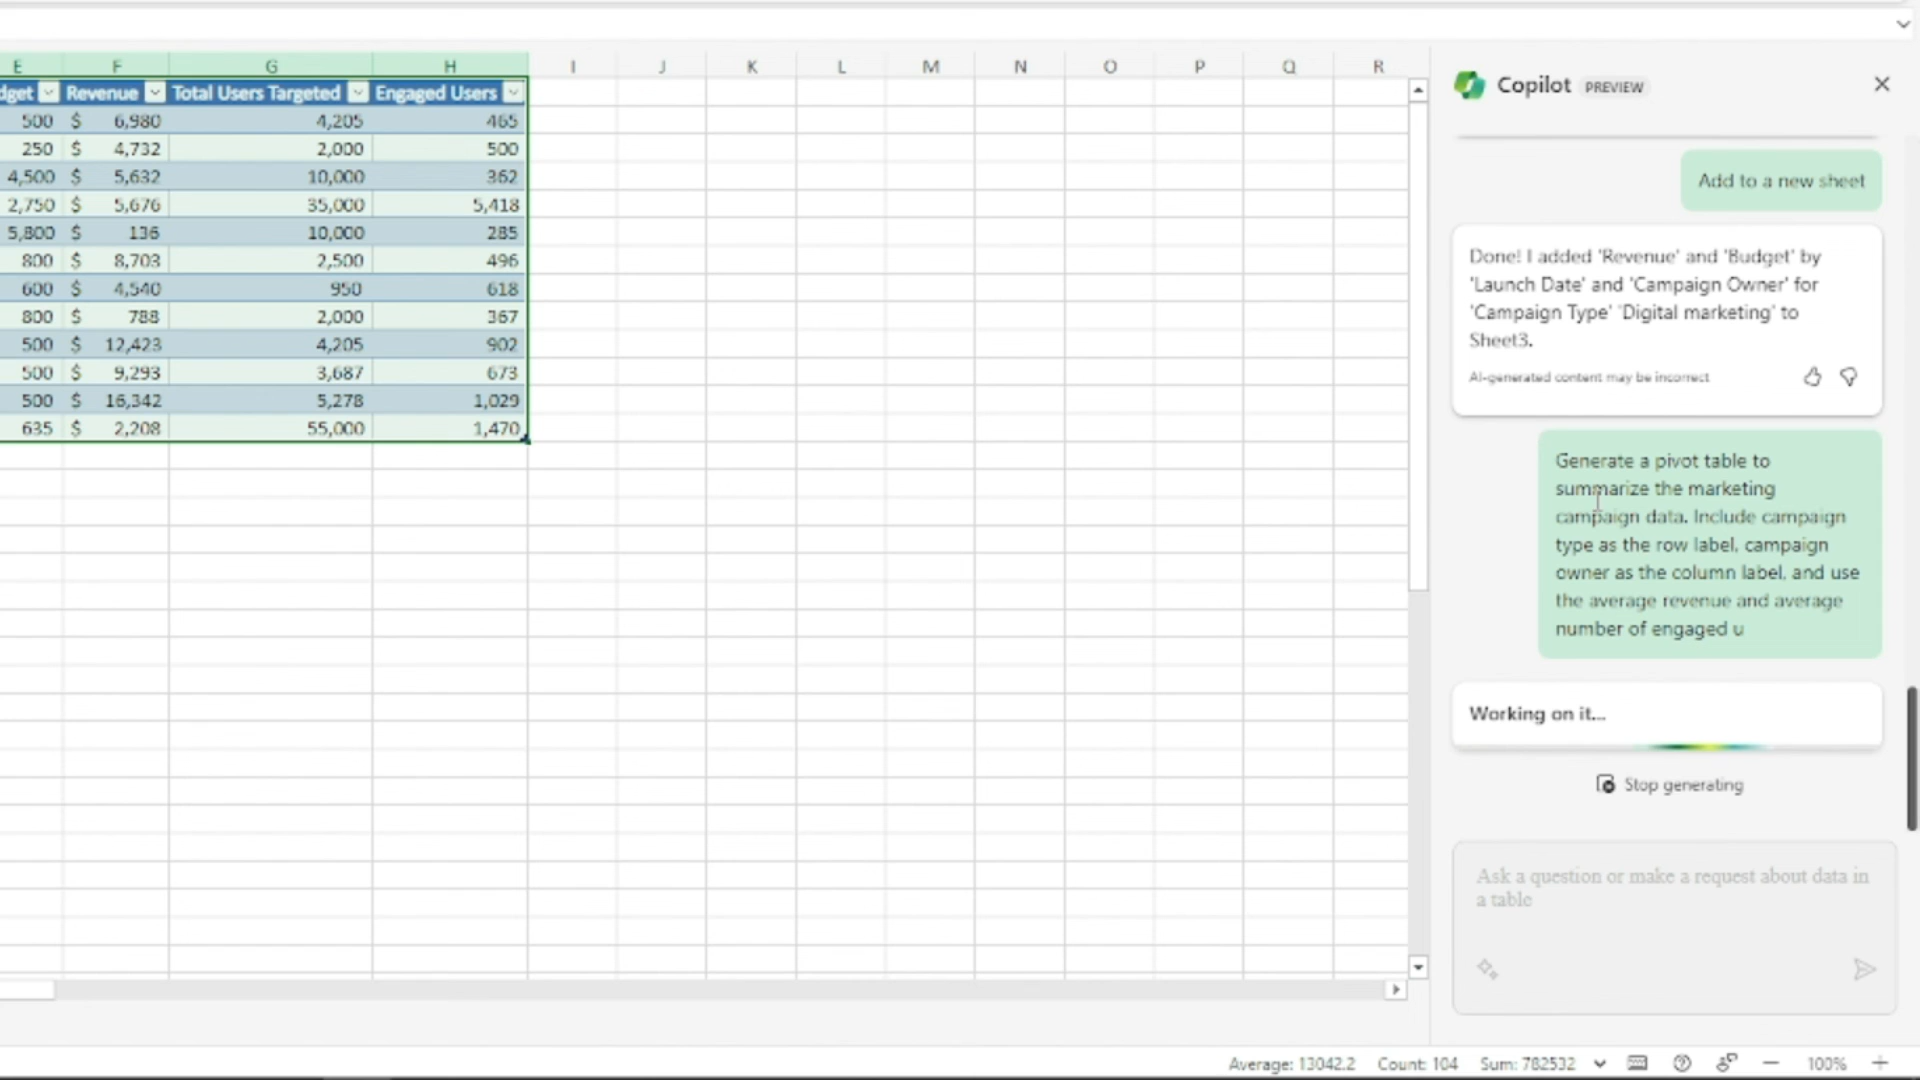 E F G H I J K L M N O P Q R
dget Revenue Total Users Targeted Engaged Users
500 $ 6,980 4,205 465
250 $ 4,732 2,000 500
4,500 $ 5,632 10,000 362
2,750 $ 5,676 35,000 5,418
5,800 $ 136 10,000 285
800 $ 8,703 2,500 496
600 $ 4,540 950 618
800 $ 788 2,000 367
500 $ 12,423 4,205 902
500 $ 9,293 3,687 673
500 $ 16,342 5,278 1,029
635 $ 2,208 55,000 1,470
Copilot PREVIEW
Add to a new sheet
Done! I added 'Revenue' and 'Budget' by
'Launch Date' and 'Campaign Owner' for
'Campaign Type' 'Digital marketing' to
Sheet3.
AI-generated content may be incorrect
Generate a pivot table to
summarize the marketing
campaign data. Include campaign
type as the row label, campaign
owner as the column label, and use
the average revenue and average
number of engaged u
Working on it...
Stop generating
Ask a question or make a request about data in
a table
Average: 13042.2 Count: 104 Sum: 782532 100%